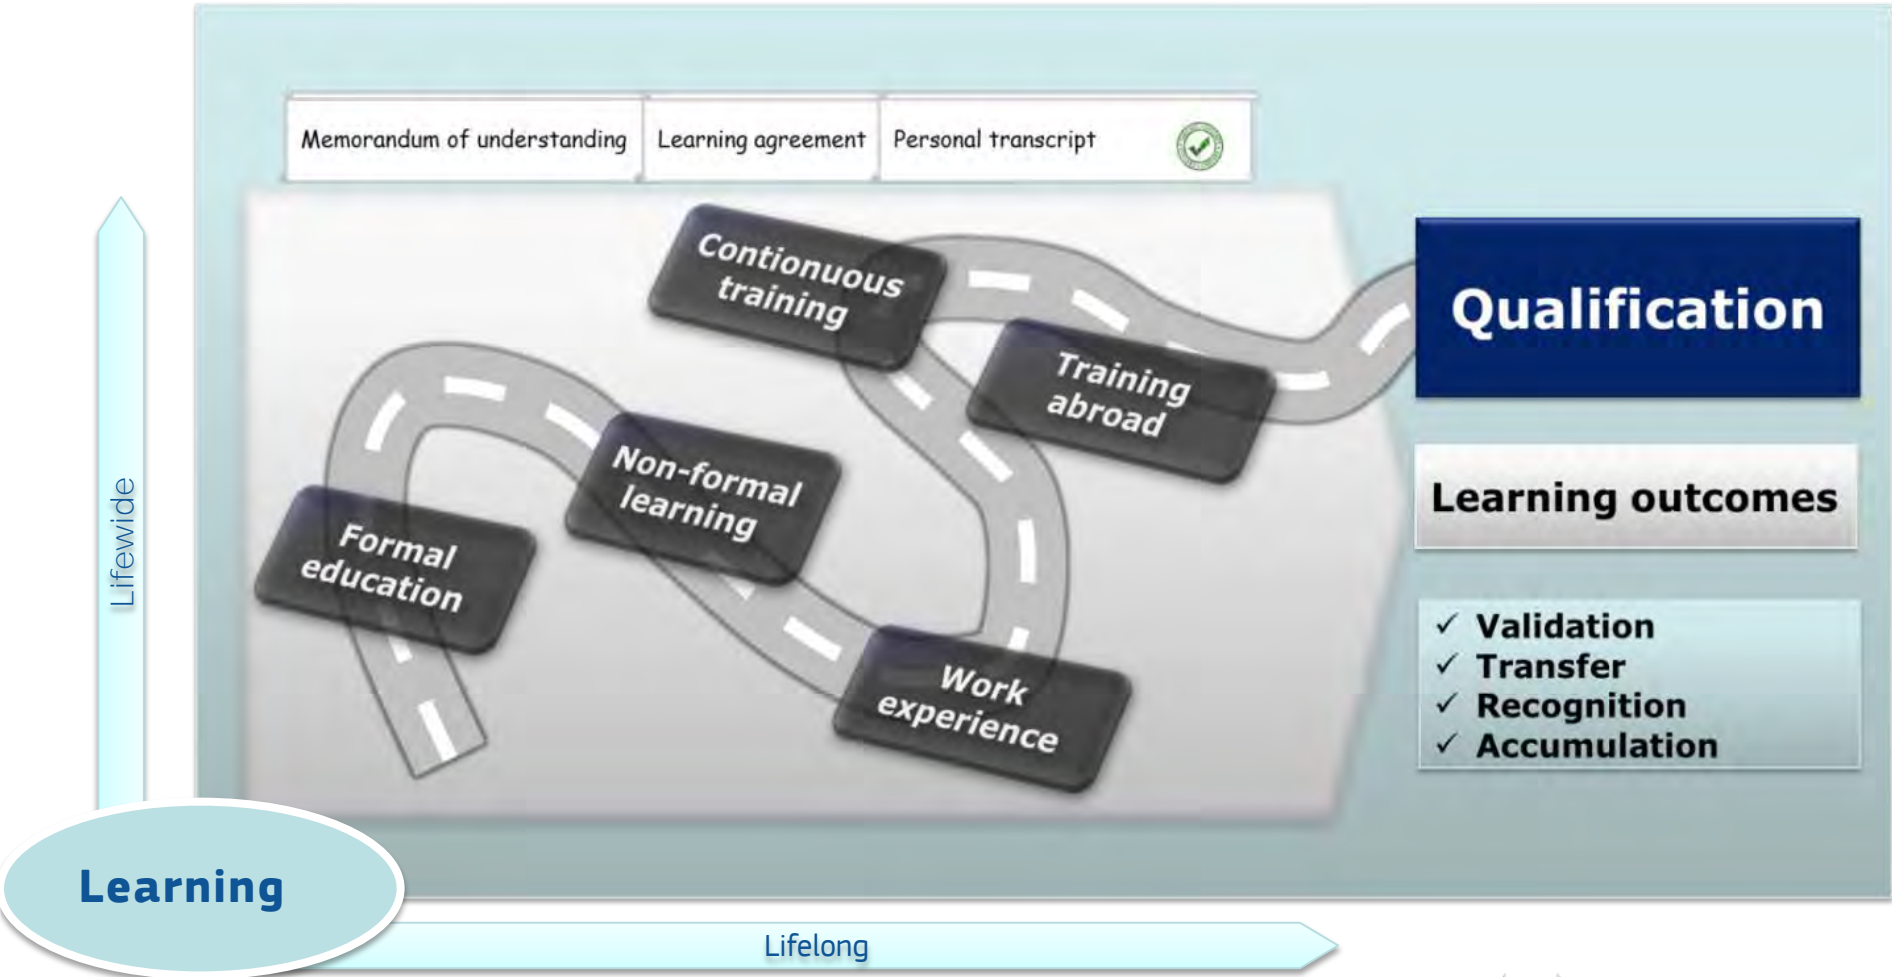 Memorandum of understanding
Learning agreement
Personal transcript
Contionuous
training
Training
abroad
Non-formal
learning
Formal
education
Work
experience
Qualification
Learning outcomes
✓ Validation
✓ Transfer
✓ Recognition
✓ Accumulation
Lifewide
Learning
Lifelong